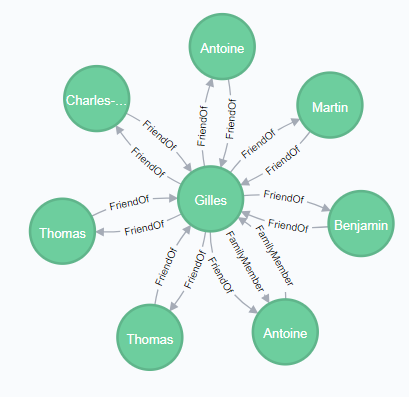 Antoine
Charles-...
Martin
FriendOf
FriendOf
FriendOf
FriendOf
FriendOf
FriendOf
Gilles
FriendOf
FriendOf
Thomas
FriendOf
FriendOf
Benjamin
FriendOf
FriendOf
FriendOf
FamilyMember
FamilyMember
Thomas
Antoine